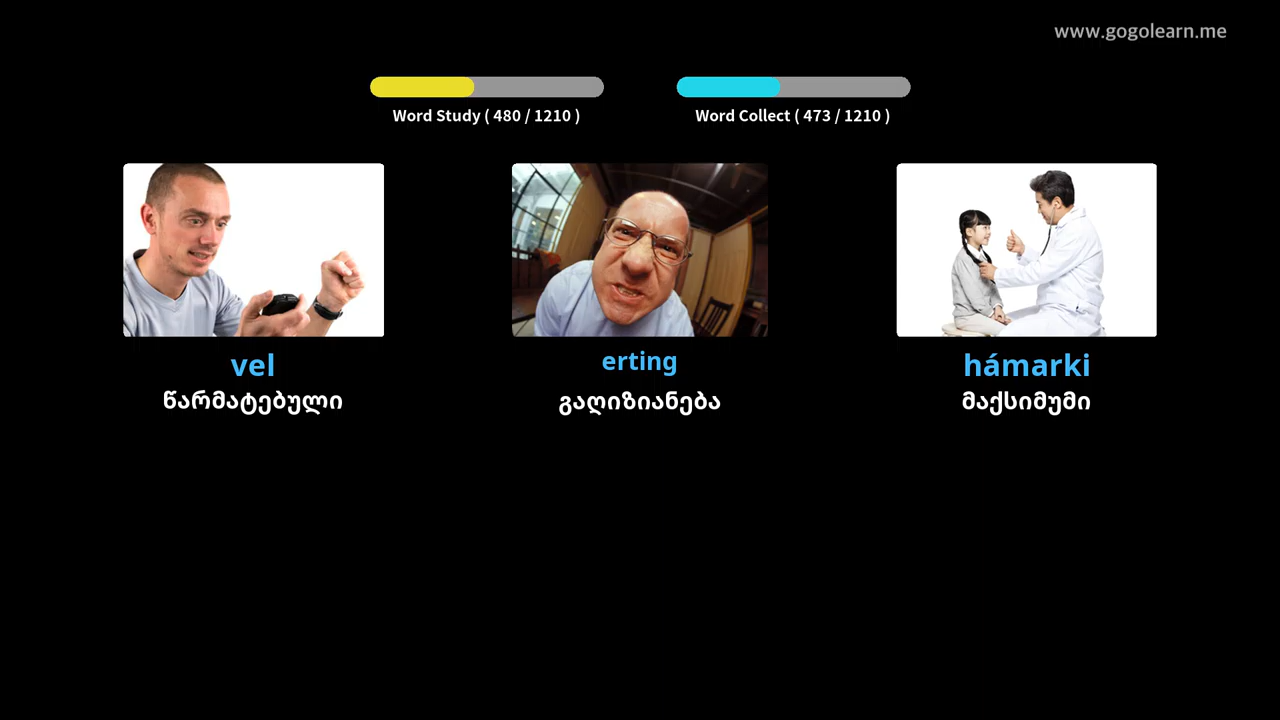 www.gogolearn.me
Word Study ( 480 / 1210 )
Word Collect ( 473 / 1210 )
vel
erting
hámarki
წარმატებული
გაღიზიანება
მაქსიმუმი